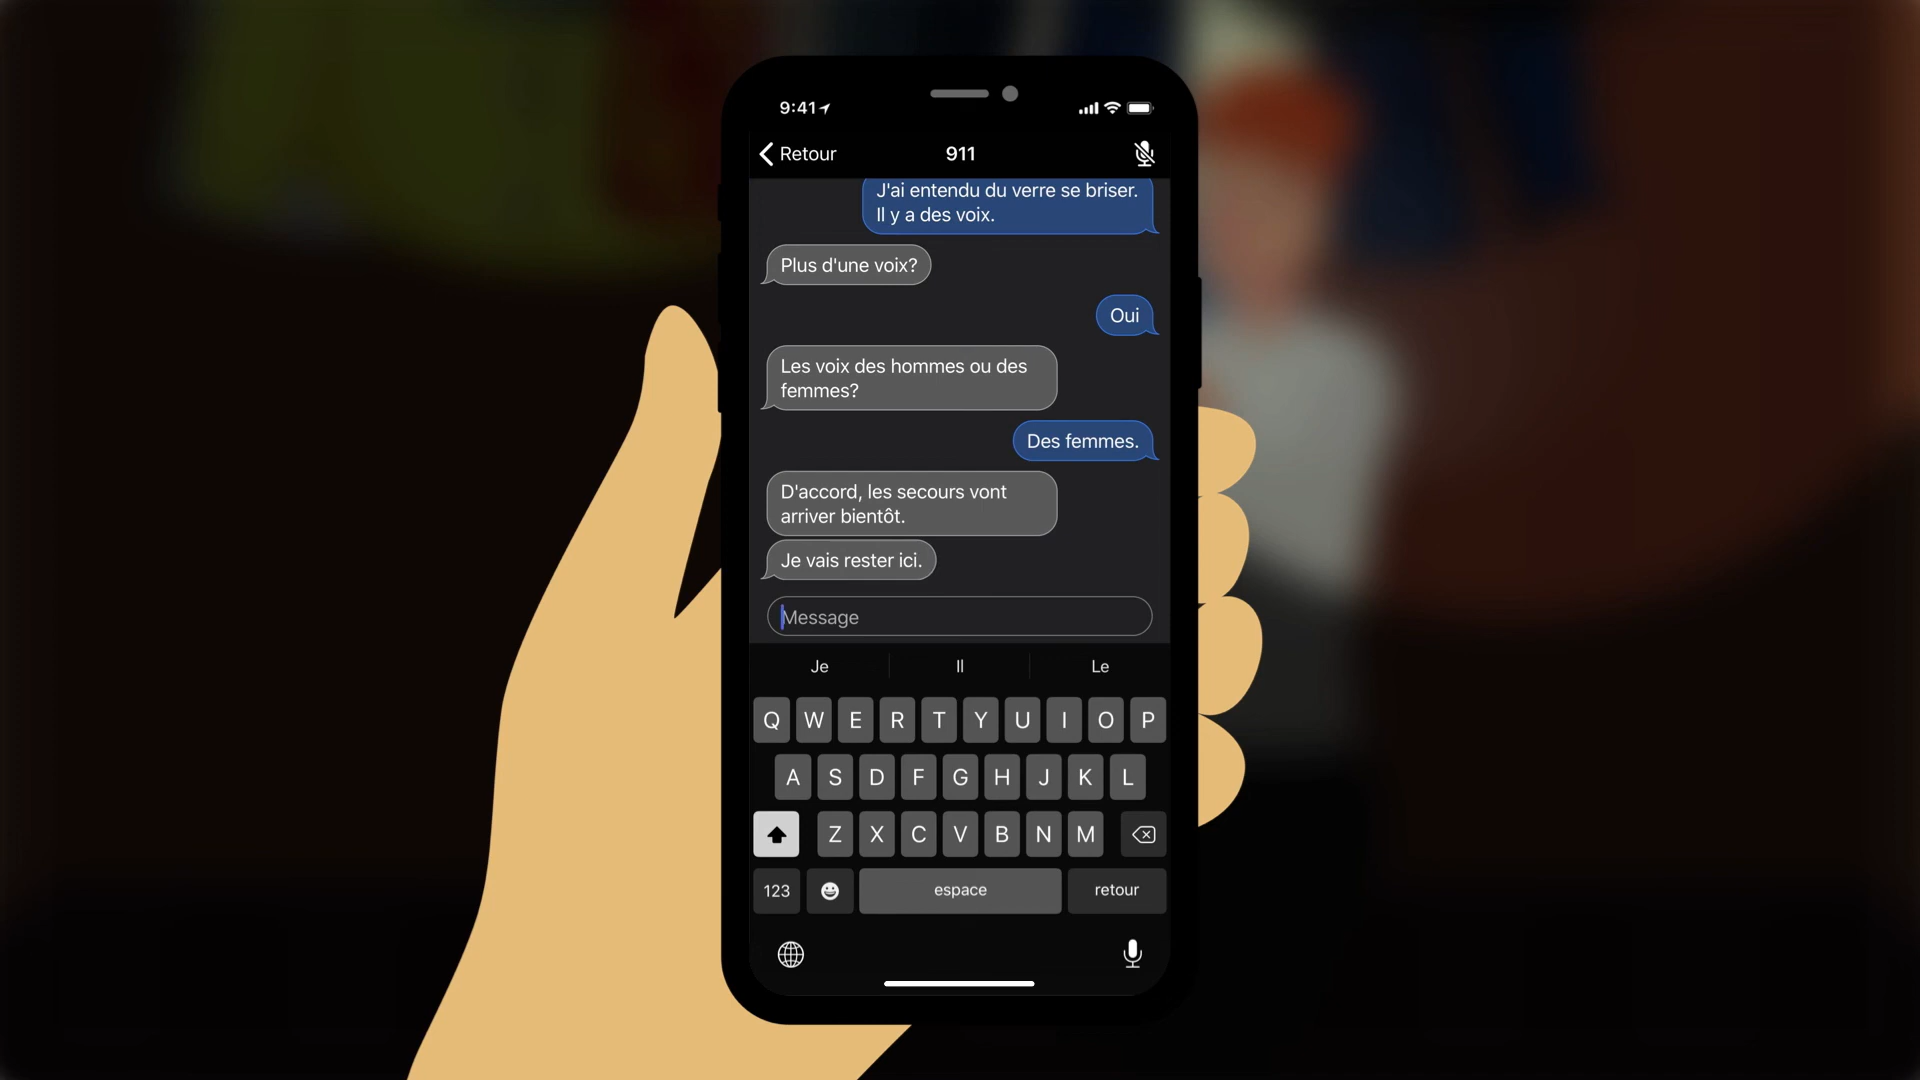 9:41
Retour
911
J'ai entendu du verre se briser.
Il y a des voix.
Plus d'une voix?
Oui
Les voix des hommes ou des
femmes?
Des femmes.
D'accord, les secours vont
arriver bientôt.
Je vais rester ici.
Message
Je Il Le
Q W E R T Y U I O P
A S D F G H J K L
Z X C V B N M
123 espace retour